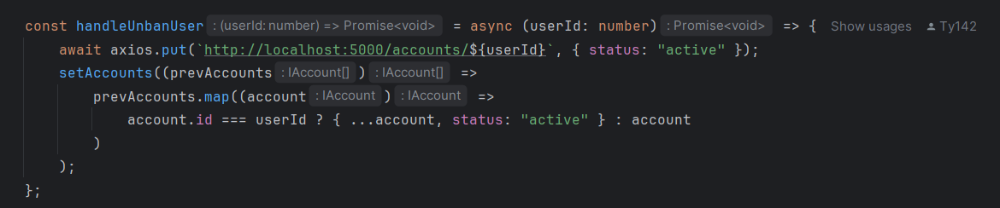 const handleUnbanUser : (userId: number) => Promise<void> = async (userId: number) : Promise<void> => { Show usages Ty142
await axios.put(`http://localhost:5000/accounts/${userId}`, { status: "active" });
setAccounts((prevAccounts : IAccount[] ) : IAccount[] =>
prevAccounts.map((account : IAccount ) : IAccount =>
account.id === userId ? { ...account, status: "active" } : account
)
);
};